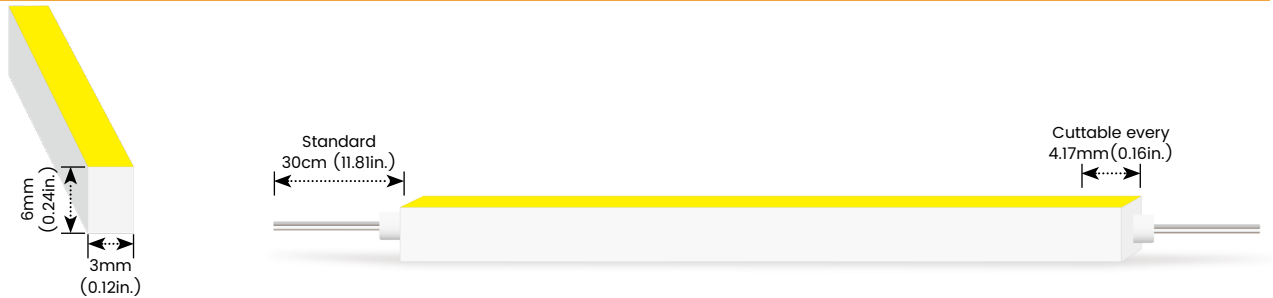 6mm
(0.24in.)
3mm
(0.12in.)
Standard
30cm (11.81in.)
Cuttable every
4.17mm(0.16in.)